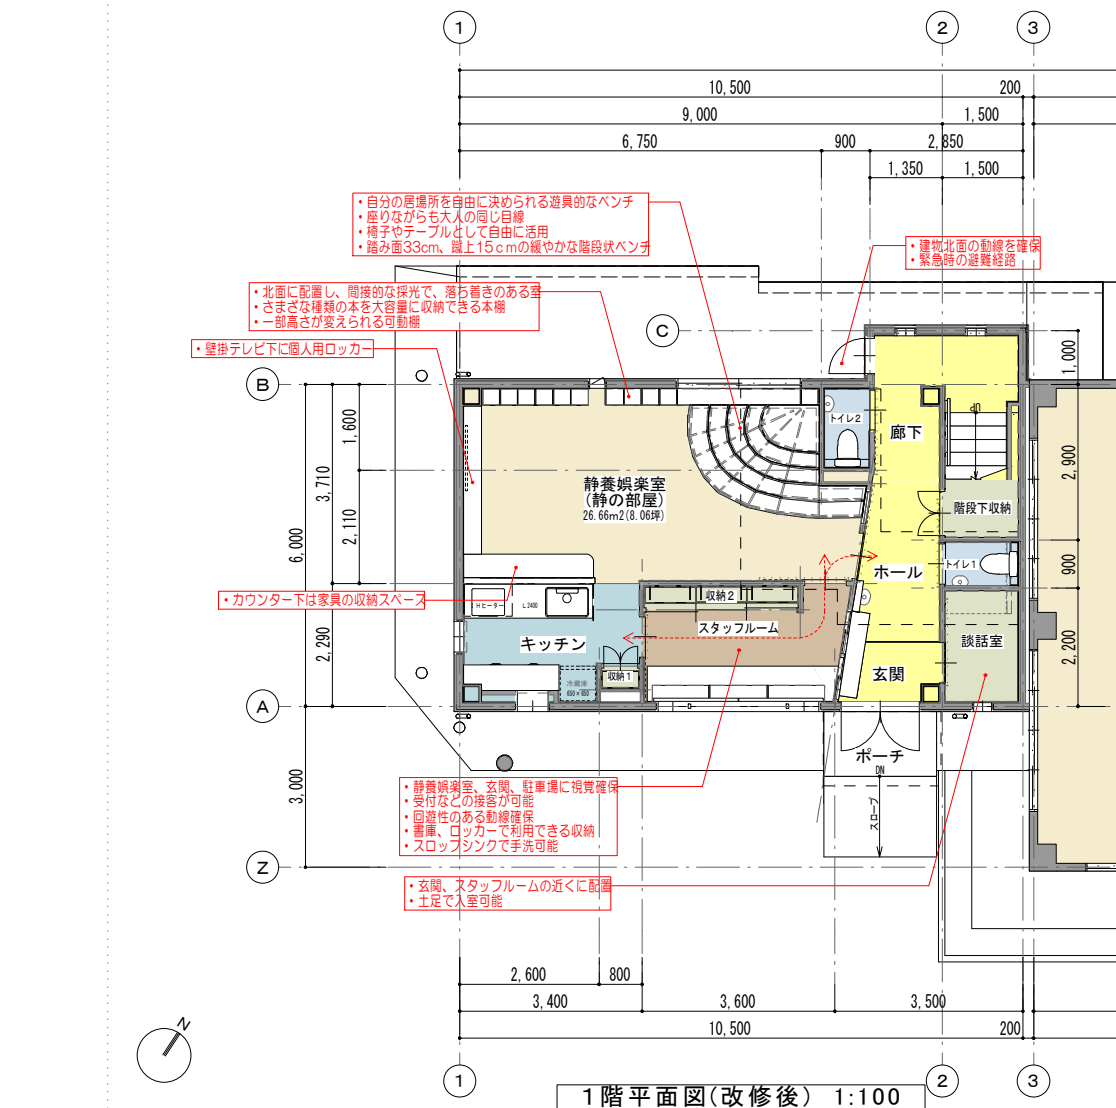 1
2
3
10,500
200
9,000
1,500
6,750
900
2,850
1,350
1,500
・自分の居場所を自由に決められる遊具的なベンチ
・座りながらも大人の同じ目線
・椅子やテーブルとして自由に活用
・踏み面33cm、蹴上15cmの緩やかな階段状ベンチ
・建物北面の動線を確保
・緊急時の避難経路
・北面に配置し、間接的な採光で、落ち着きのある室
・さまざな種類の本を大容量に収納できる本棚
・一部高さが変えられる可動棚
C
・壁掛テレビ下に個人用ロッカー
B
1,000
トイレ2
廊下
dn
1,600
3,710
2,110
6,000
2,900
静養娯楽室
(静の部屋)
26.66m2(8.06坪)
階段下収納
トイレ1
900
ホール
・カウンター下は家具の収納スペース
IHヒーター
L2400
収納2
スタッフルーム
キッチン
談話室
2,290
2,200
収納1
冷蔵庫
650×650
玄関
A
ポーチ
DN
スロープ
3,000
・静養娯楽室、玄関、駐車場に視覚確保
・受付などの接客が可能
・回遊性のある動線確保
・書庫、ロッカーで利用できる収納
・スロップシンクで手洗可能
Z
・玄関、スタッフルームの近くに配置
・土足で入室可能
2,600
800
3,400
3,600
3,500
10,500
200
N
1
2
3
1階平面図(改修後) 1:100